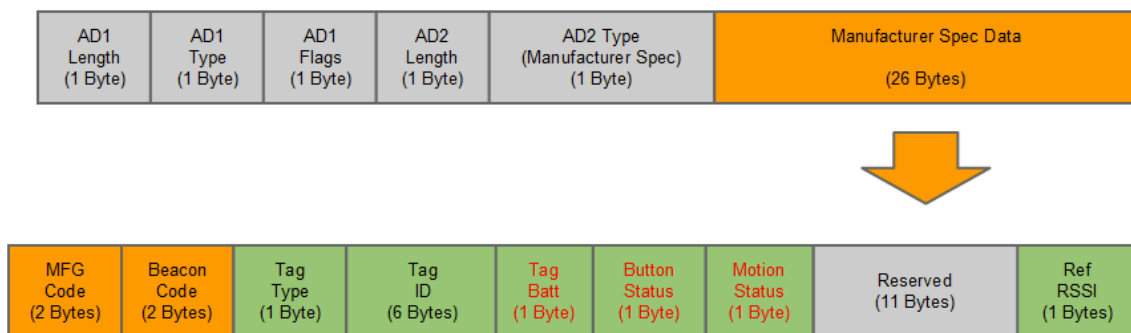 AD1
Length
(1 Byte)
AD1
Type
(1 Byte)
AD1
Flags
(1 Byte)
AD2
Length
(1 Byte)
AD2 Type
(Manufacturer Spec)
(1 Byte)
Manufacturer Spec Data
(26 Bytes)
MFG
Code
(2 Bytes)
Beacon
Code
(2 Bytes)
Tag
Type
(1 Byte)
Tag
ID
(6 Bytes)
Tag
Batt
(1 Byte)
Button
Status
(1 Byte)
Motion
Status
(1 Byte)
Reserved
(11 Bytes)
Ref
RSSI
(1 Bytes)